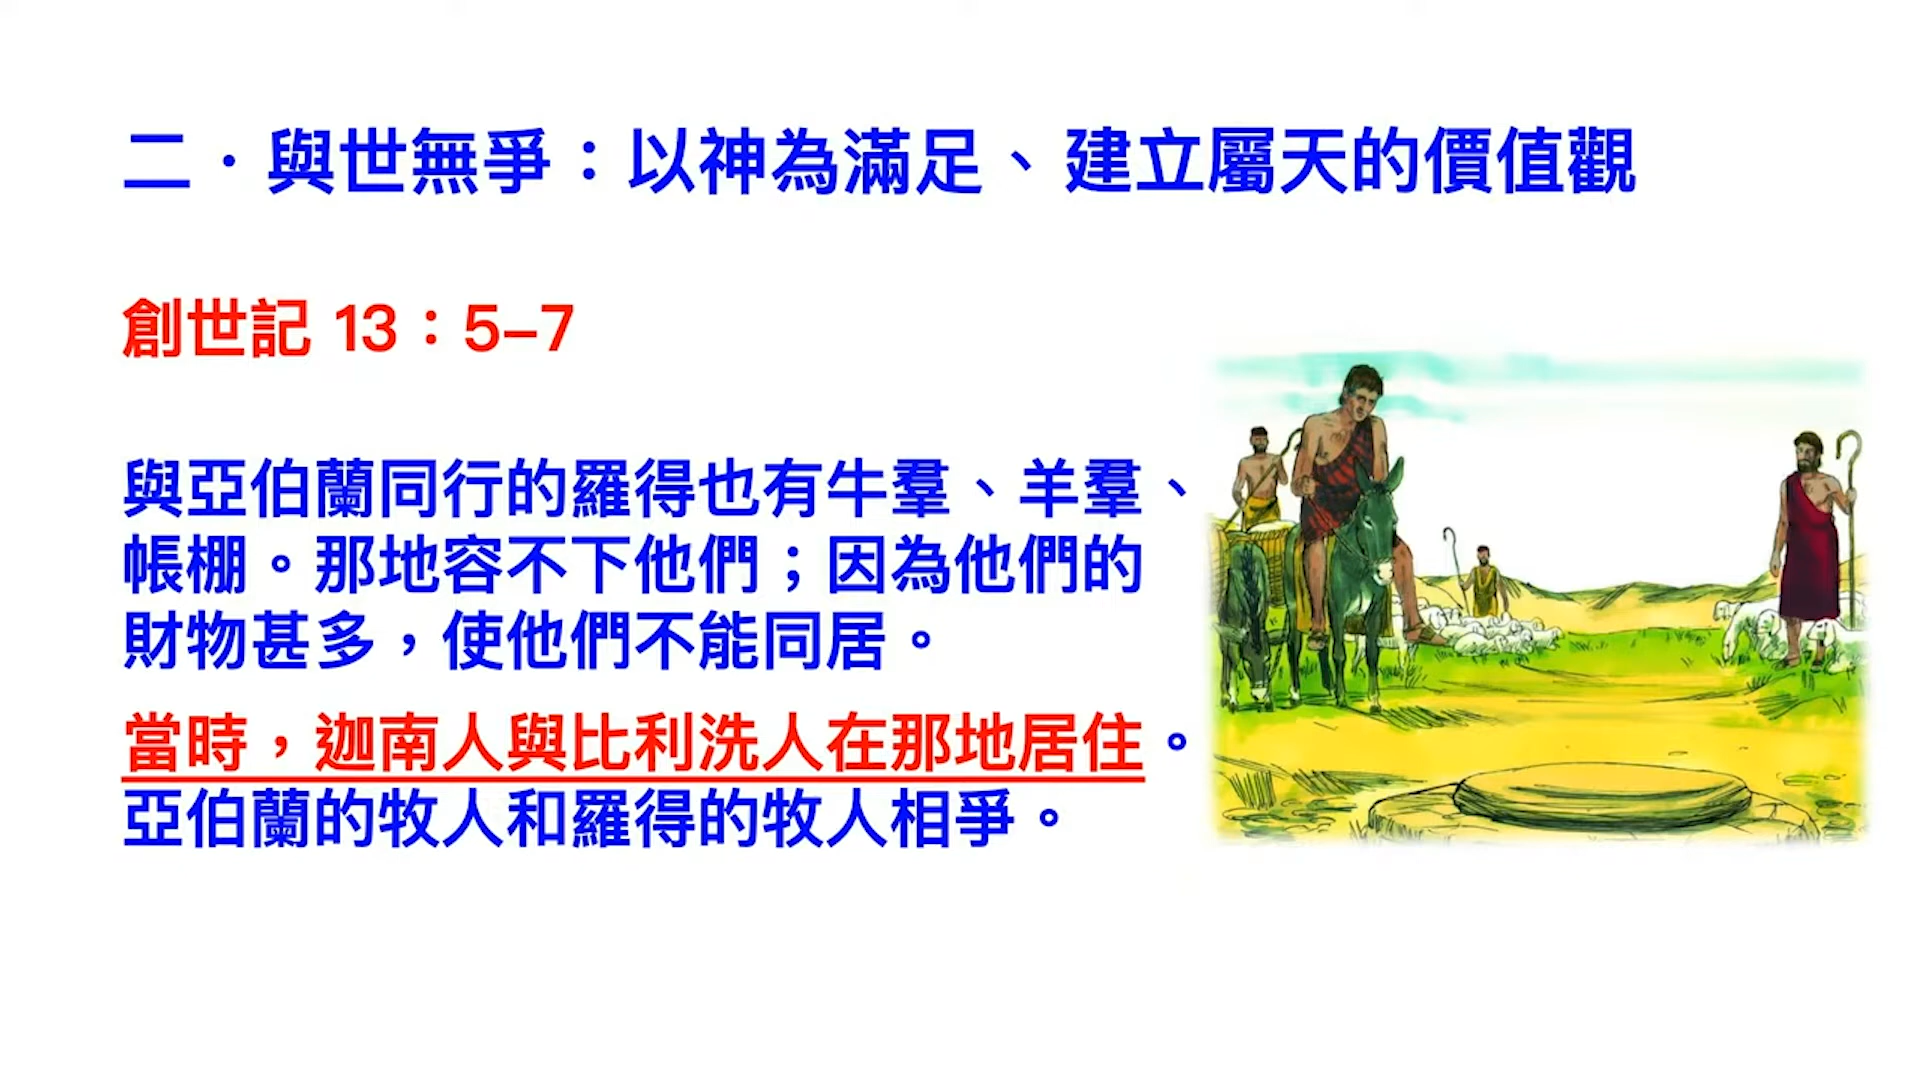 二．與世無爭：以神為滿足、建立屬天的價值觀
創世記 13：5–7
與亞伯蘭同行的羅得也有牛羣、羊羣、
帳棚。那地容不下他們；因為他們的
財物甚多，使他們不能同居。
當時，迦南人與比利洗人在那地居住。
亞伯蘭的牧人和羅得的牧人相爭。